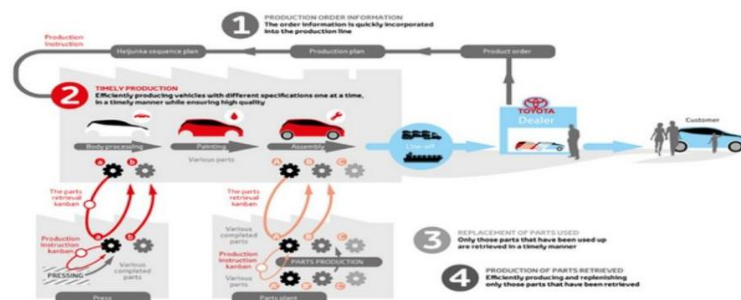 1
PRODUCTION ORDER INFORMATION
The order information is quickly incorporated
into the production line
Production
Instruction
Heijunka sequence plan
Production plan
Product order
2
TIMELY PRODUCTION
Efficiently producing vehicles with different specifications one at a time,
in a timely manner while ensuring high quality
TOYOTA
Dealer
Customer
Body processing
Painting
Assembly
Line-off
Various parts
a
b
A
B
C
The parts
retrieval
kanban
The parts
retrieval
kanban
Production
instruction
kanban
PRESSING
a
b
Various
completed
parts
Press
Various
completed
parts
A
B
C
Production
instruction
kanban
PARTS PRODUCTION
Various
parts
A
B
C
Parts plant
3
REPLACEMENT OF PARTS USED
Only those parts that have been used up
are retrieved in a timely manner
4
PRODUCTION OF PARTS RETRIEVED
Efficiently producing and replenishing
only those parts that have been retrieved